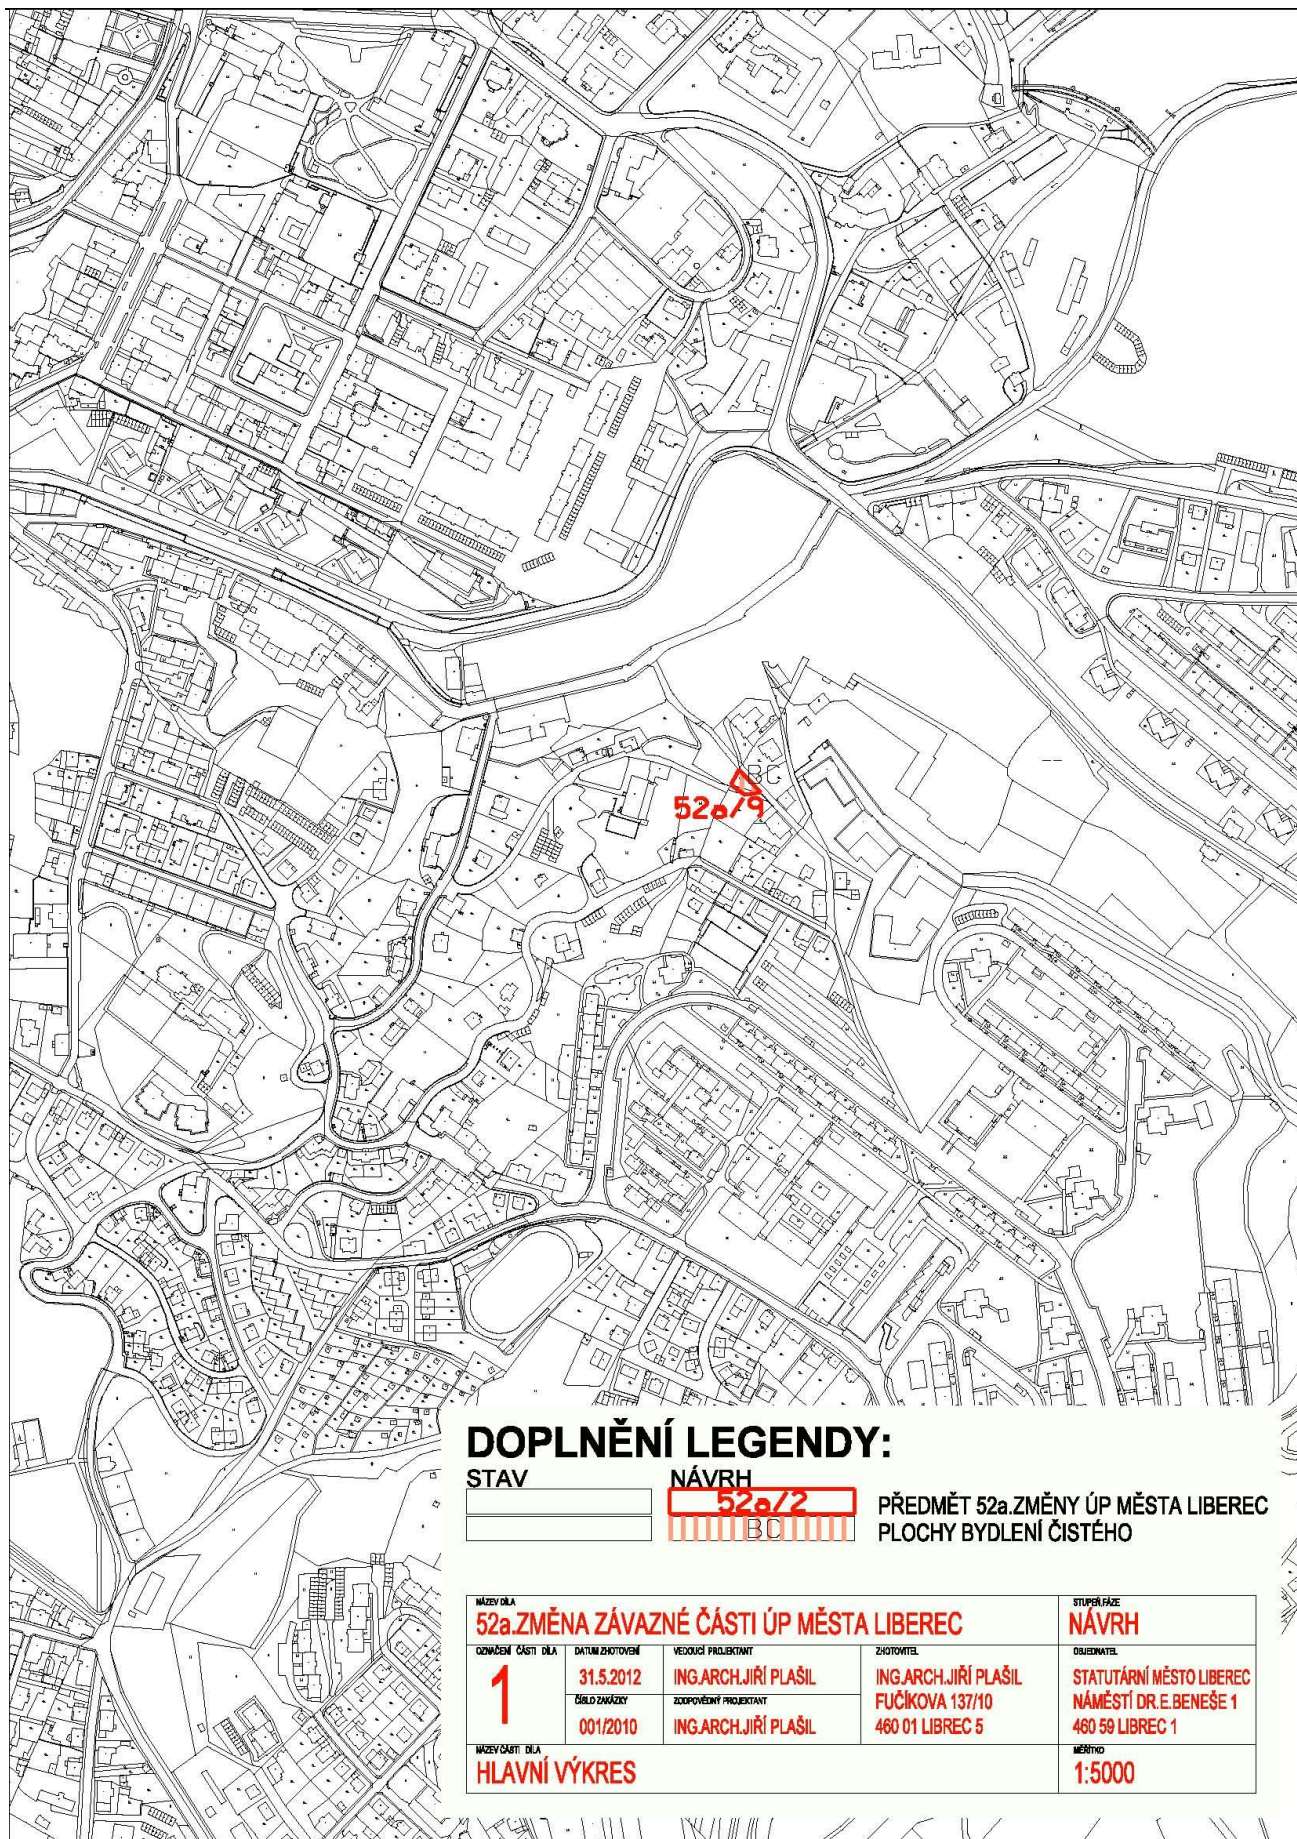 BC
52a/9
DOPLNĚNÍ LEGENDY:
STAV NÁVRH
52a/2 PŘEDMĚT 52a.ZMĚNY ÚP MĚSTA LIBEREC
BC PLOCHY BYDLENÍ ČISTÉHO
NÁZEV DÍLA
52a.ZMĚNA ZÁVAZNÉ ČÁSTI ÚP MĚSTA LIBEREC
STUPEŇ,FÁZE
NÁVRH
OZNAČENÍ ČÁSTI DÍLA
1
DATUM ZHOTOVENÍ
31.5.2012
ČÍSLO ZAKÁZKY
001/2010
VEDOUCÍ PROJEKTANT
ING.ARCH.JIŘÍ PLAŠIL
ZODPOVĚDNÝ PROJEKTANT
ING.ARCH.JIŘÍ PLAŠIL
ZHOTOVITEL
ING.ARCH.JIŘÍ PLAŠIL
FUČÍKOVA 137/10
460 01 LIBREC 5
OBJEDNATEL
STATUTÁRNÍ MĚSTO LIBEREC
NÁMĚSTÍ DR.E.BENEŠE 1
460 59 LIBREC 1
NÁZEV ČÁSTI DÍLA
HLAVNÍ VÝKRES
MĚŘÍTKO
1:5000